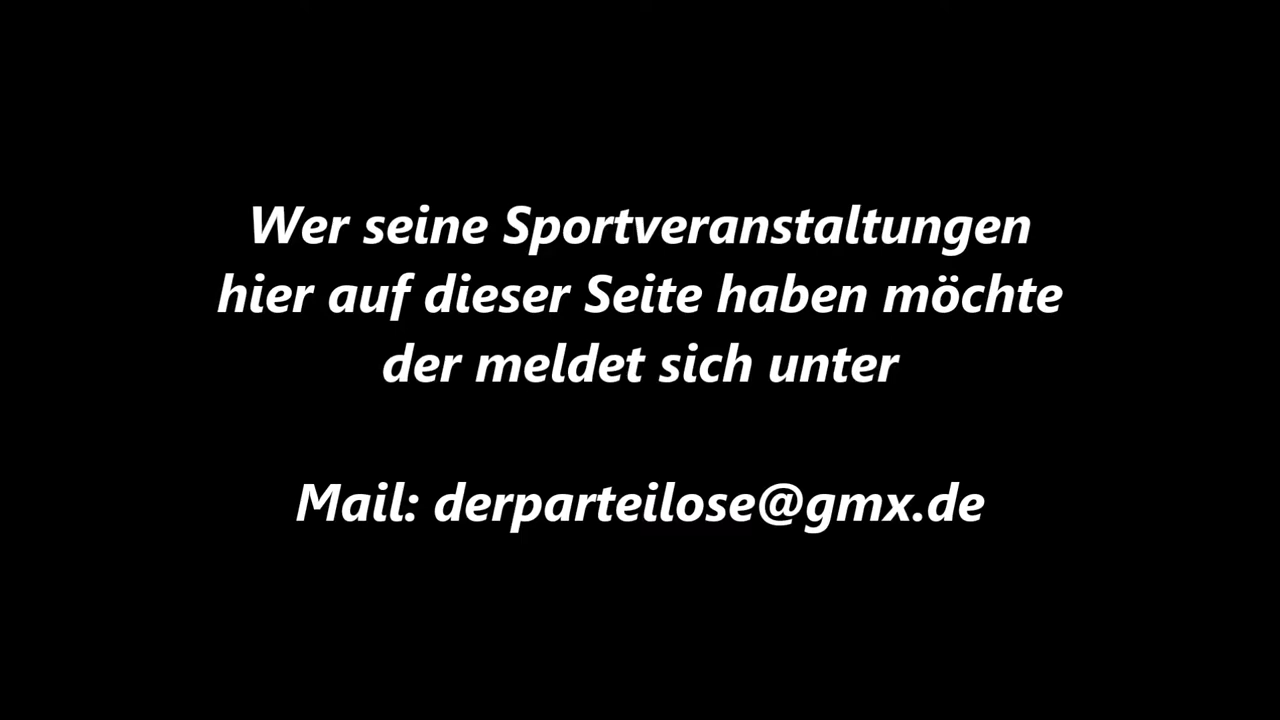 Wer seine Sportveranstaltungen
hier auf dieser Seite haben möchte
der meldet sich unter
Mail: derparteilose@gmx.de